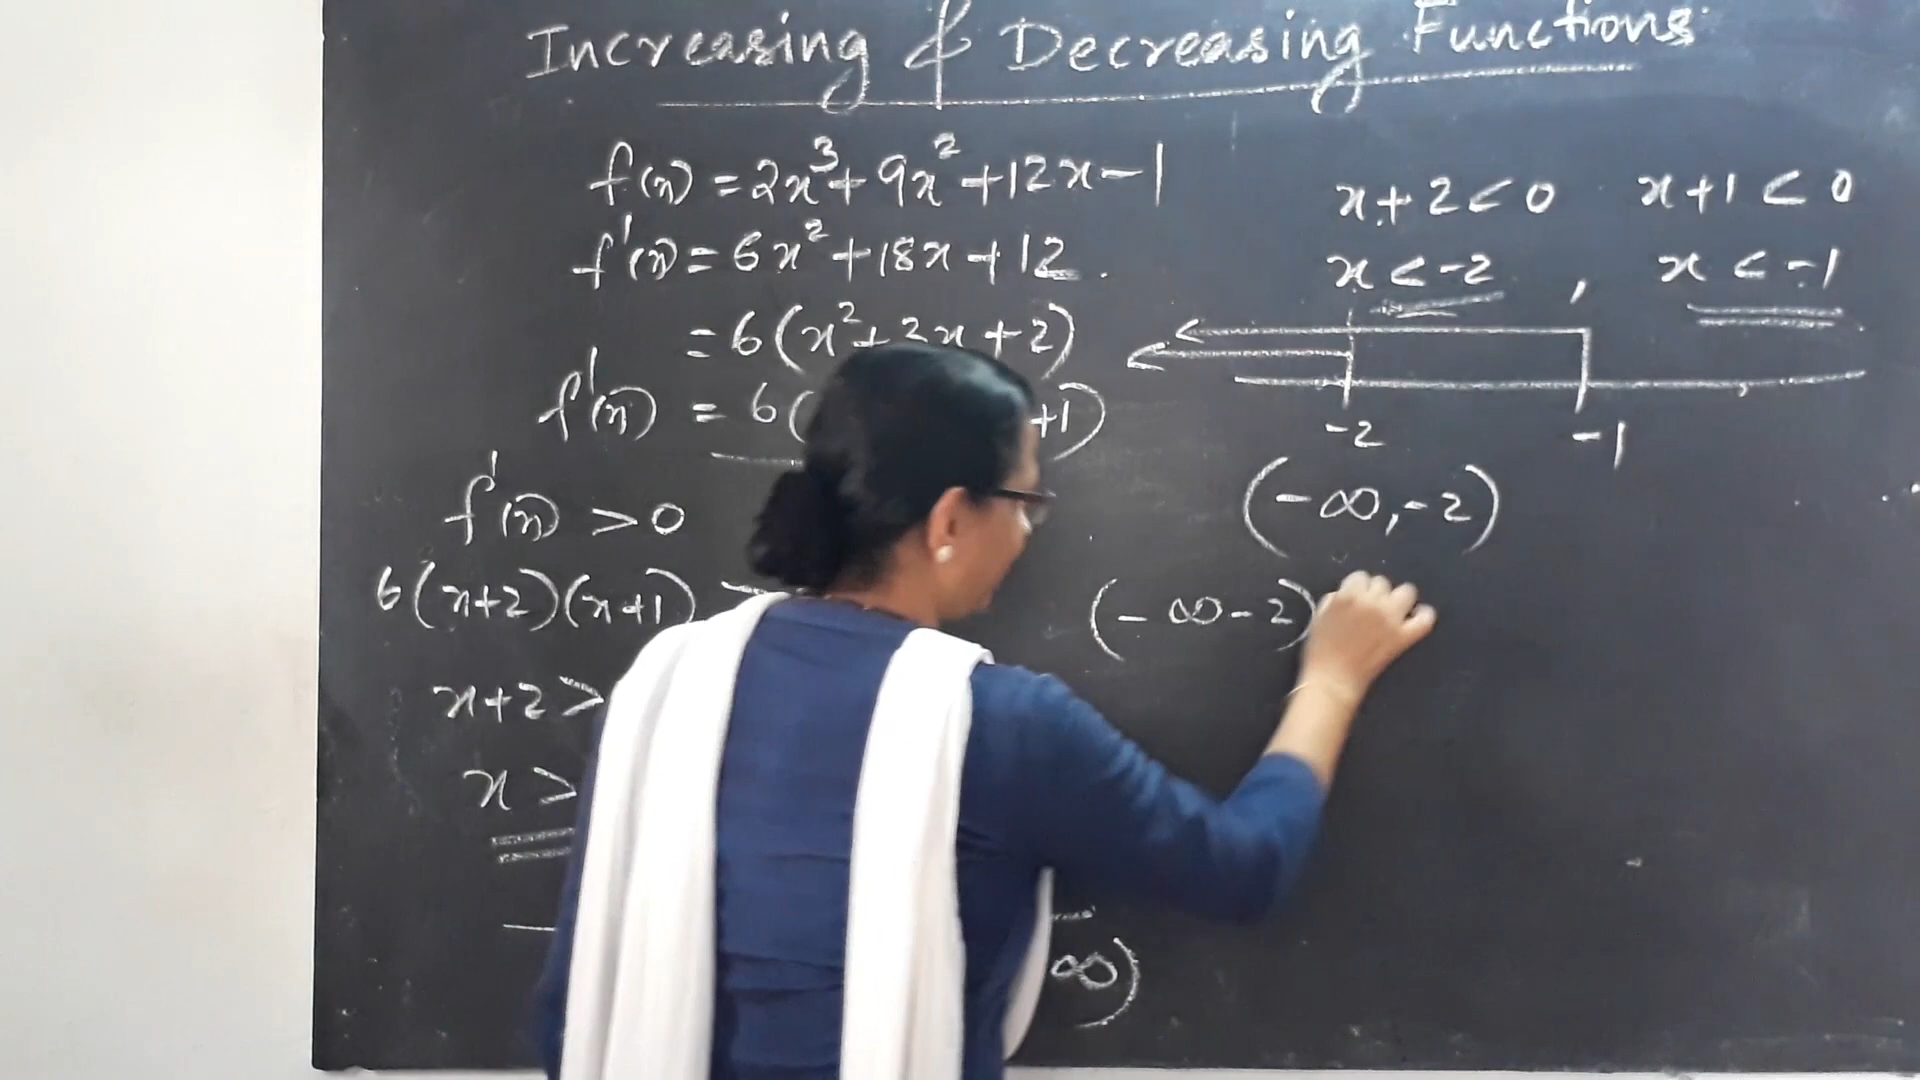 Increasing & Decreasing Functions
f(x) = 2x³ + 9x² + 12x - 1
f'(x) = 6x² + 18x + 12.
= 6(x² + 3x + 2)
f'(x) = 6( +1)
f'(x) > 0
6(x+2)(x+1)
x+2 >
x >
∞)
x+2 < 0 x+1 < 0
x < -2 , x < -1
-2 -1
(-∞, -2)
(-∞ -2)